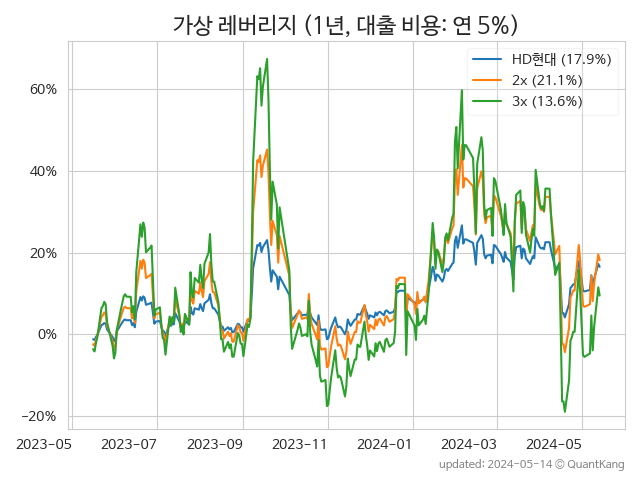 가상 레버리지 (1년, 대출 비용: 연 5%)
HD현대 (17.9%)
2x (21.1%)
3x (13.6%)
60%
40%
20%
0%
−20%
2023-05 2023-07 2023-09 2023-11 2024-01 2024-03 2024-05
updated: 2024-05-14 © QuantKang